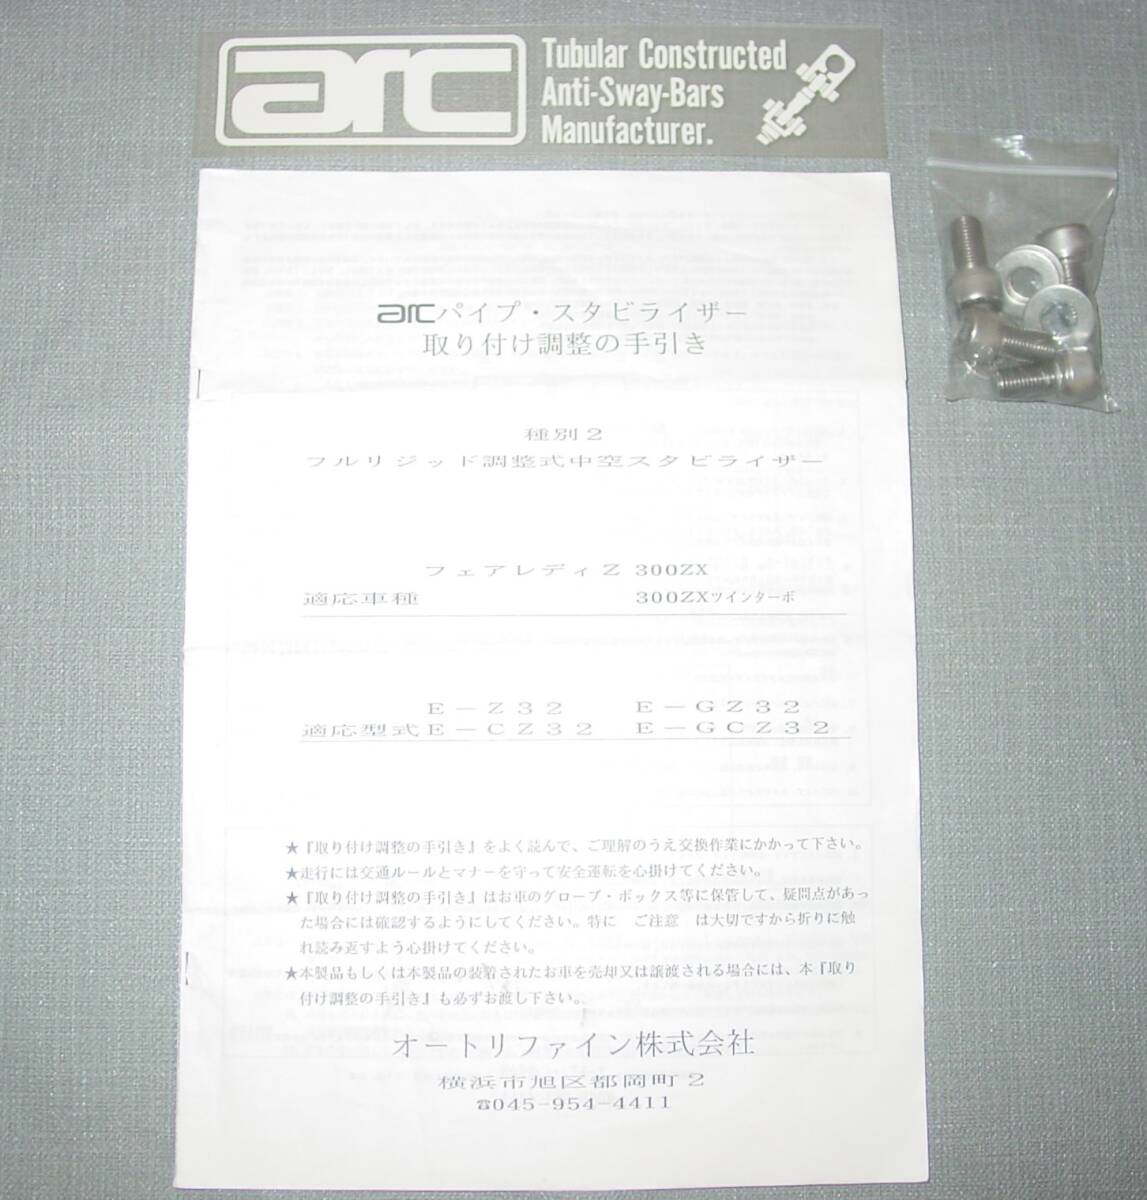 arc
Tubular Constructed
Anti-Sway-Bars
Manufacturer.
arcパイプ・スタビライザー
取り付け調整の手引き
種別2
フルリジッド調整式中空スタビライザー
フェアレディZ 300ZX
適応車種 300ZXツインターボ
E-Z32 E-GZ32
適応型式 E-CZ32 E-GCZ32
★『取り付け調整の手引き』をよく読んで、ご理解のうえ交換作業にかかって下さい。
★走行には交通ルールとマナーを守って安全運転を心掛けてください。
★『取り付け調整の手引き』はお車のグローブ・ボックス等に保管して、疑問点があっ
た場合には確認するようにしてください。特に ご注意 は大切ですから折りに触
れ読み返すよう心掛けてください。
★本製品もしくは本製品の装着されたお車を売却又は譲渡される場合には、本『取り
付け調整の手引き』も必ずお渡し下さい。
オートリファイン株式会社
横浜市旭区都岡町2
☎045-954-4411